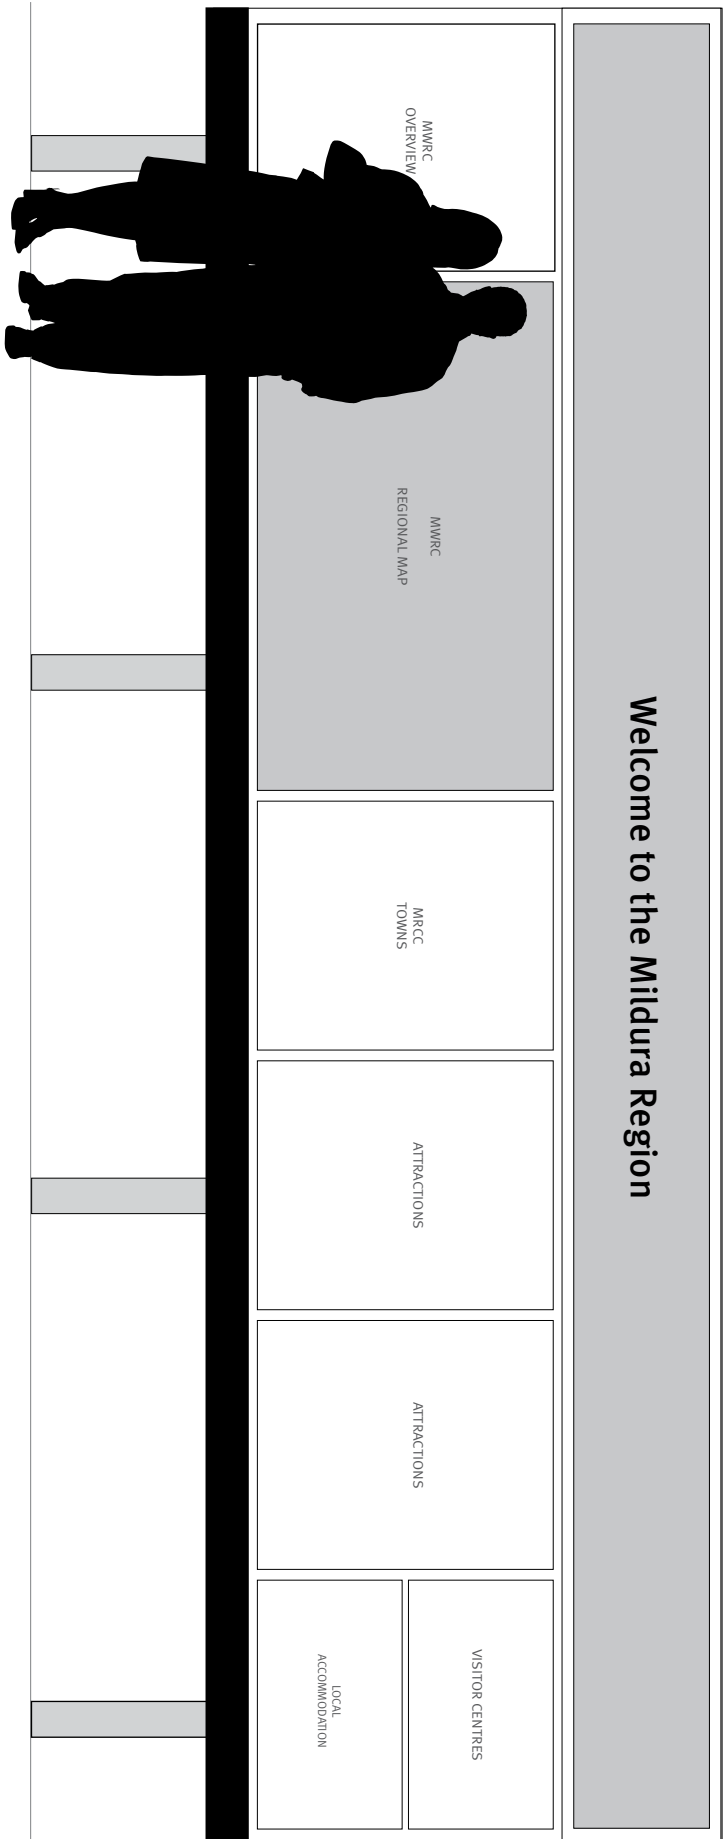 Welcome to the Mildura Region
MWRC
OVERVIEW
MWRC
REGIONAL MAP
MRCC
TOWNS
ATTRACTIONS
ATTRACTIONS
VISITOR CENTRES
LOCAL
ACCOMMODATION